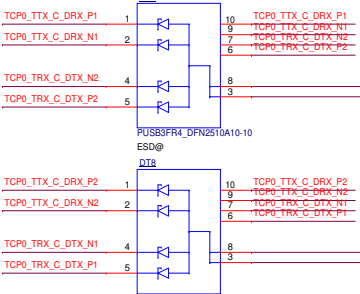 TCP0_TTX_C_DRX_P1 1 10 TCP0_TTX_C_DRX_P1
9 TCP0_TTX_C_DRX_N1
TCP0_TTX_C_DRX_N1 2 7 TCP0_TRX_C_DTX_N2
6 TCP0_TRX_C_DTX_P2
TCP0_TRX_C_DTX_N2 4 8
3
TCP0_TRX_C_DTX_P2 5
PUSB3FR4_DFN2510A10-10
ESD@
DT8
TCP0_TTX_C_DRX_P2 1 10 TCP0_TTX_C_DRX_P2
9 TCP0_TTX_C_DRX_N2
TCP0_TTX_C_DRX_N2 2 7 TCP0_TRX_C_DTX_N1
6 TCP0_TRX_C_DTX_P1
TCP0_TRX_C_DTX_N1 4 8
3
TCP0_TRX_C_DTX_P1 5